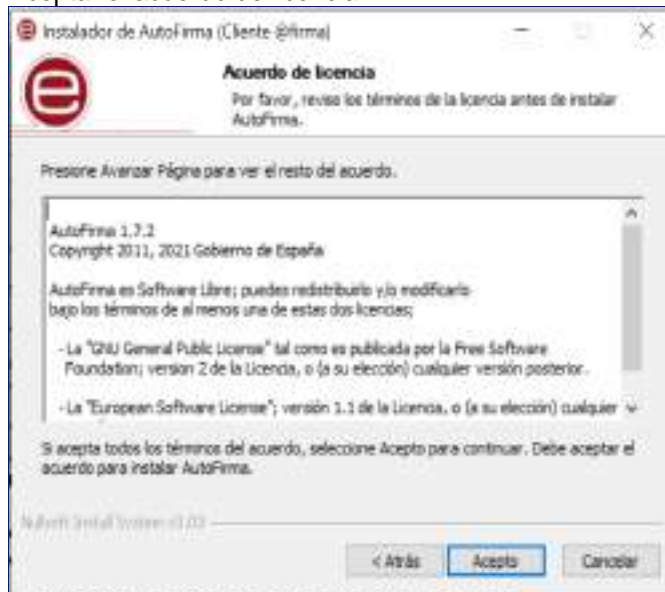 Instalador de AutoFirma (Cliente @firma)
Acuerdo de licencia
Por favor, revise los términos de la licencia antes de instalar
AutoFirma.
Presione Avanzar Página para ver el resto del acuerdo.
AutoFirma 1.7.2
Copyright 2011, 2021 Gobierno de España
AutoFirma es Software Libre; puedes redistribuirlo y/o modificarlo
bajo los términos de al menos una de estas dos licencias;
- La "GNU General Public License" tal como es publicada por la Free Software
Foundation; version 2 de la Licencia, o (a su elección) cualquier versión posterior.
- La "European Software License"; versión 1.1 de la Licencia, o (a su elección) cualquier
Si acepta todos los términos del acuerdo, seleccione Acepto para continuar. Debe aceptar el
acuerdo para instalar AutoFirma.
Nullsoft Install System
< Atrás Acepto Cancelar